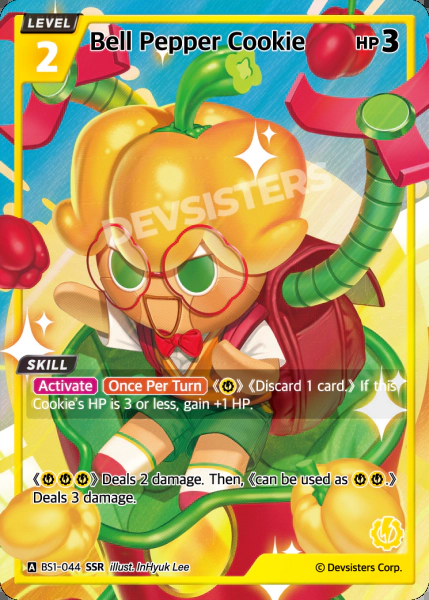 LEVEL
2
Bell Pepper Cookie
HP 3
DEVSISTERS
SKILL
Activate Once Per Turn 《》《Discard 1 card.》 If this
Cookie's HP is 3 or less, gain +1 HP.
《》 Deals 2 damage. Then, 《can be used as .》
Deals 3 damage.
A BS1-044 SSR illust. InHyuk Lee
© Devsisters Corp.